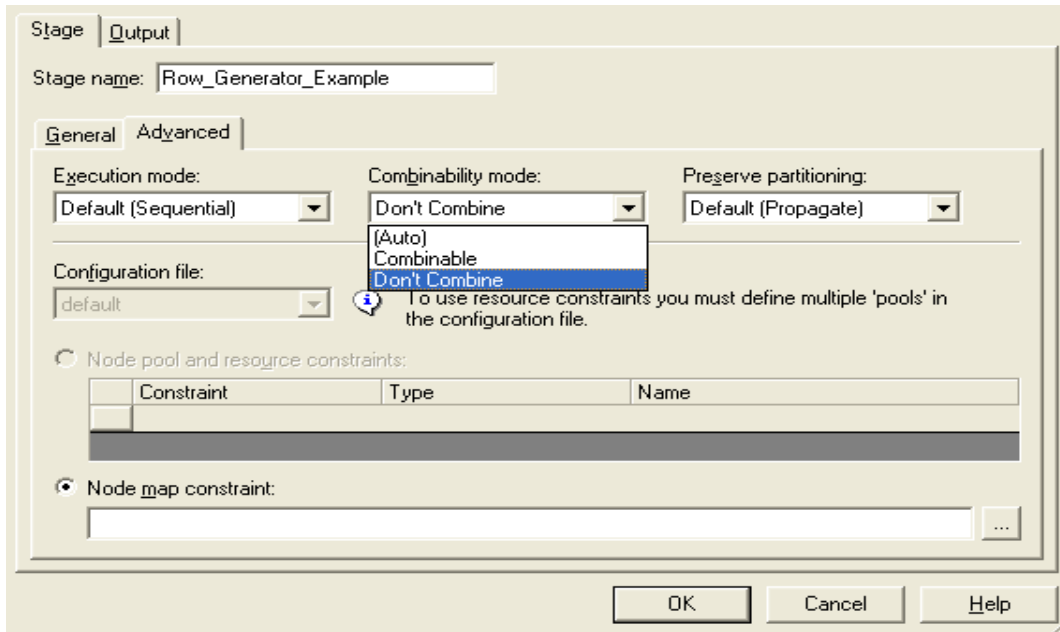 Stage Output
Stage name: Row_Generator_Example
General Advanced
Execution mode: Combinability mode: Preserve partitioning:
Default (Sequential) Don't Combine Default (Propagate)
(Auto)
Combinable
Don't Combine
Configuration file:
default
To use resource constraints you must define multiple 'pools' in
the configuration file.
Node pool and resource constraints:
Constraint Type Name
Node map constraint:
...
OK Cancel Help